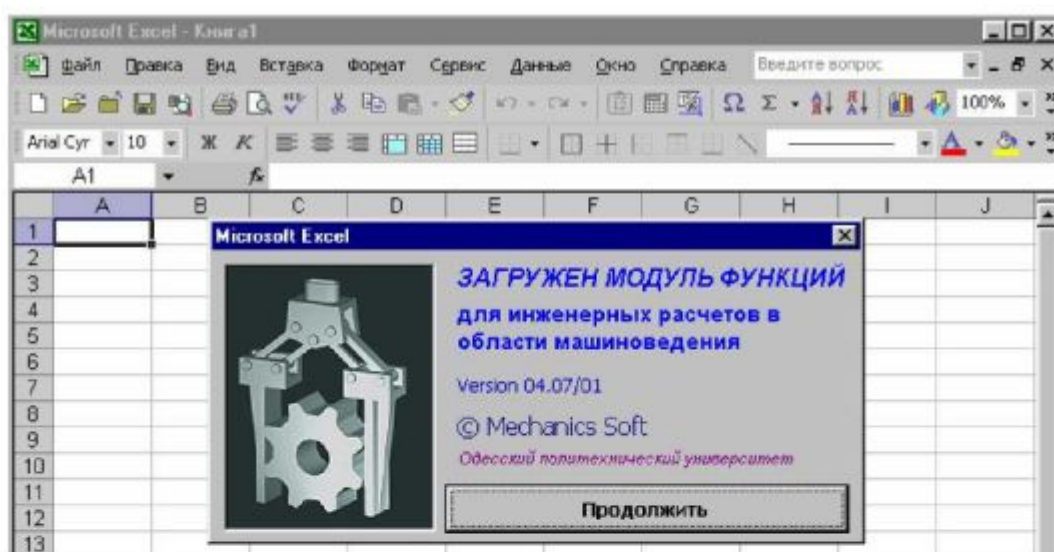 Microsoft Excel - Книга1
Файл Правка Вид Вставка Формат Сервис Данные Окно Справка Введите вопрос
100%
Arial Cyr 10 Ж К
A1 fx
A B C D E F G H I J
1
2
3
4
5
6
7
8
9
10
11
12
13
Microsoft Excel
ЗАГРУЖЕН МОДУЛЬ ФУНКЦИЙ
для инженерных расчетов в
области машиноведения
Version 04.07/01
© Mechanics Soft
Одесский политехнический университет
Продолжить